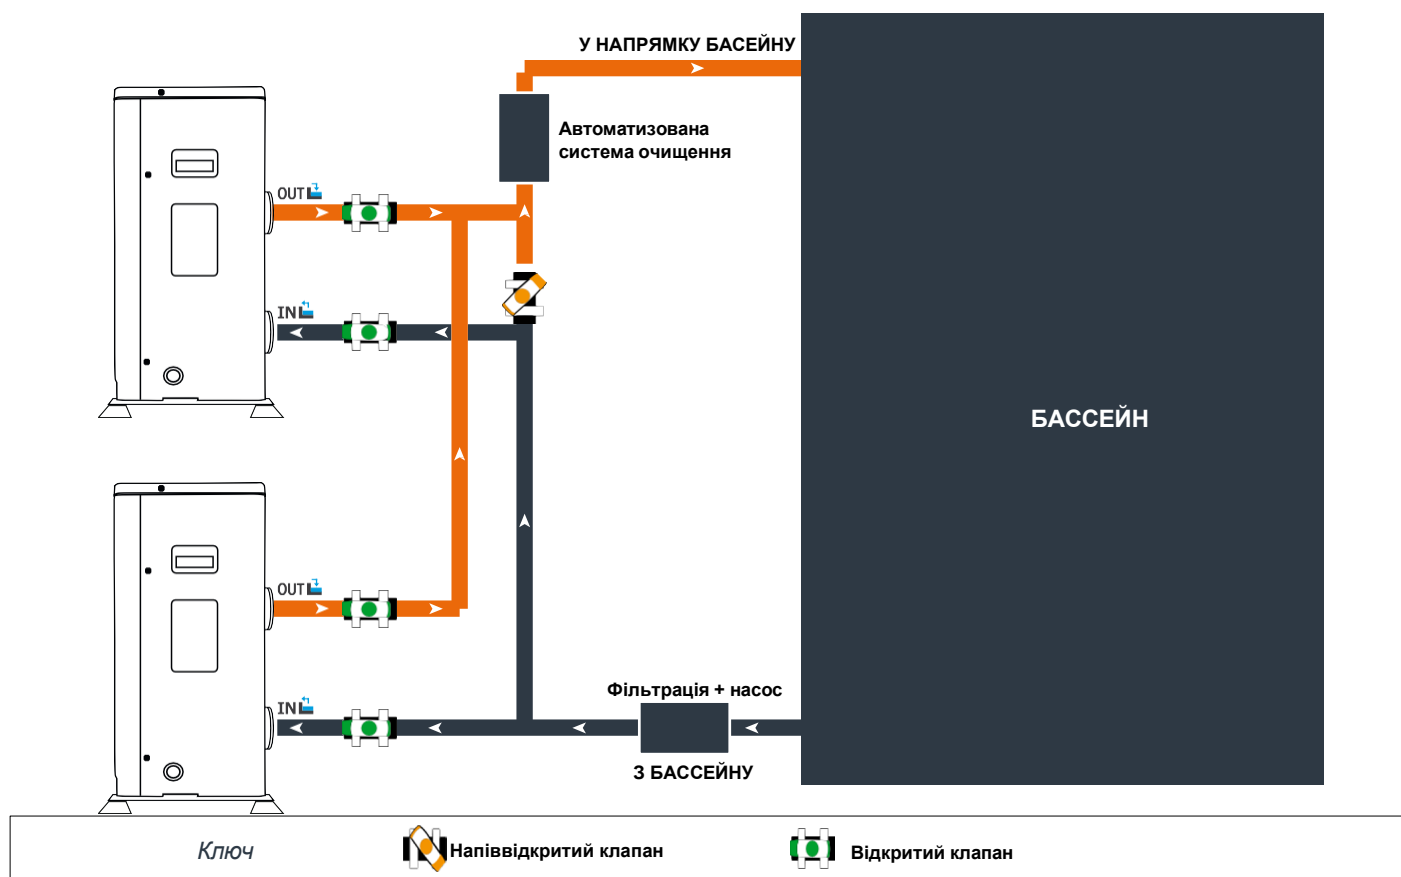 У НАПРЯМКУ БАСЕЙНУ
Автоматизована
система очищення
OUT
IN
БАССЕЙН
OUT
IN
Фільтрація + насос
З БАССЕЙНУ
Ключ
Напіввідкритий клапан
Відкритий клапан